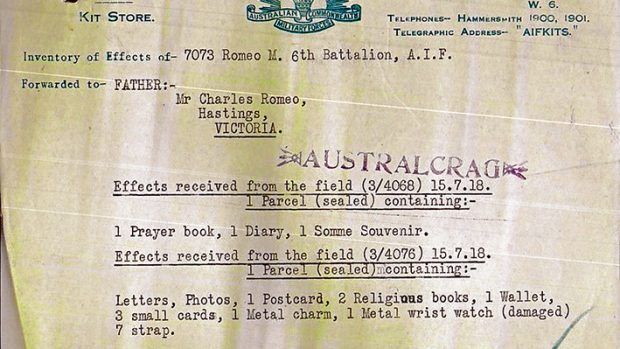 W. 6.
KIT STORE.
AUSTRALIAN COMMONWEALTH
MILITARY FORCES
TELEPHONES- HAMMERSMITH 1900, 1901.
TELEGRAPHIC ADDRESS- "AIFKITS."
Inventory of Effects of- 7073 Romeo M. 6th Battalion, A.I.F.
Forwarded to- FATHER:-
Mr Charles Romeo,
Hastings,
VICTORIA.
AUSTRALCRAG
Effects received from the field (3/4068) 15.7.18.
1 Parcel (sealed) containing:-
1 Prayer book, 1 Diary, 1 Somme Souvenir.
Effects received from the field (3/4076) 15.7.18.
1 Parcel (sealed) containing:-
Letters, Photos, 1 Postcard, 2 Religious books, 1 Wallet,
3 small cards, 1 Metal charm, 1 Metal wrist watch (damaged)
7 strap.